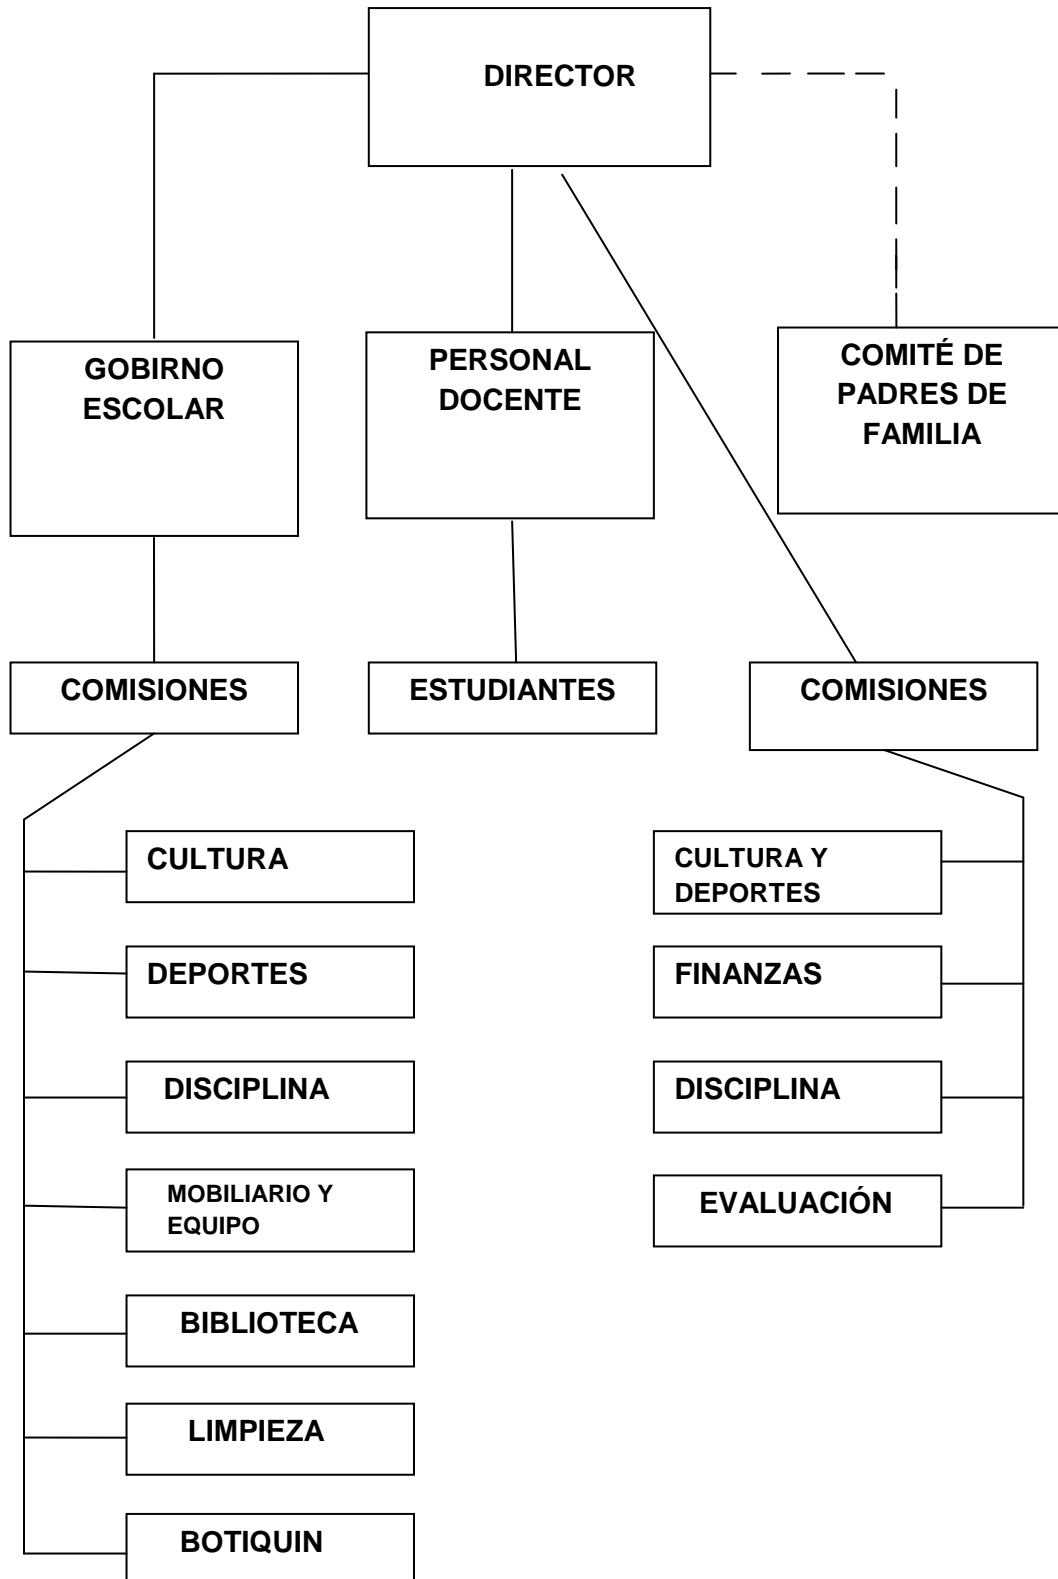 DIRECTOR
GOBIRNO
ESCOLAR
PERSONAL
DOCENTE
COMITÉ DE
PADRES DE
FAMILIA
COMISIONES
ESTUDIANTES
COMISIONES
CULTURA
DEPORTES
DISCIPLINA
MOBILIARIO Y
EQUIPO
BIBLIOTECA
LIMPIEZA
BOTIQUIN
CULTURA Y
DEPORTES
FINANZAS
DISCIPLINA
EVALUACIÓN